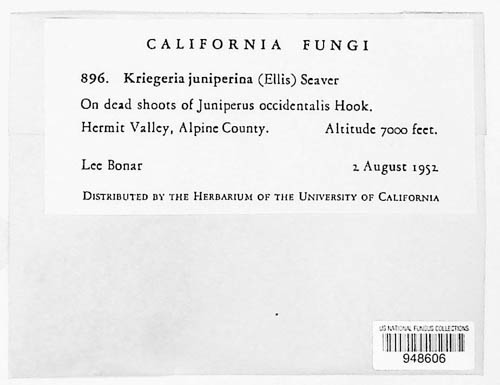 CALIFORNIA FUNGI
896. Kriegeria juniperina (Ellis) Seaver
On dead shoots of Juniperus occidentalis Hook.
Hermit Valley, Alpine County. Altitude 7000 feet.
Lee Bonar 2 August 1952
DISTRIBUTED BY THE HERBARIUM OF THE UNIVERSITY OF CALIFORNIA
US NATIONAL FUNGUS COLLECTIONS
948606